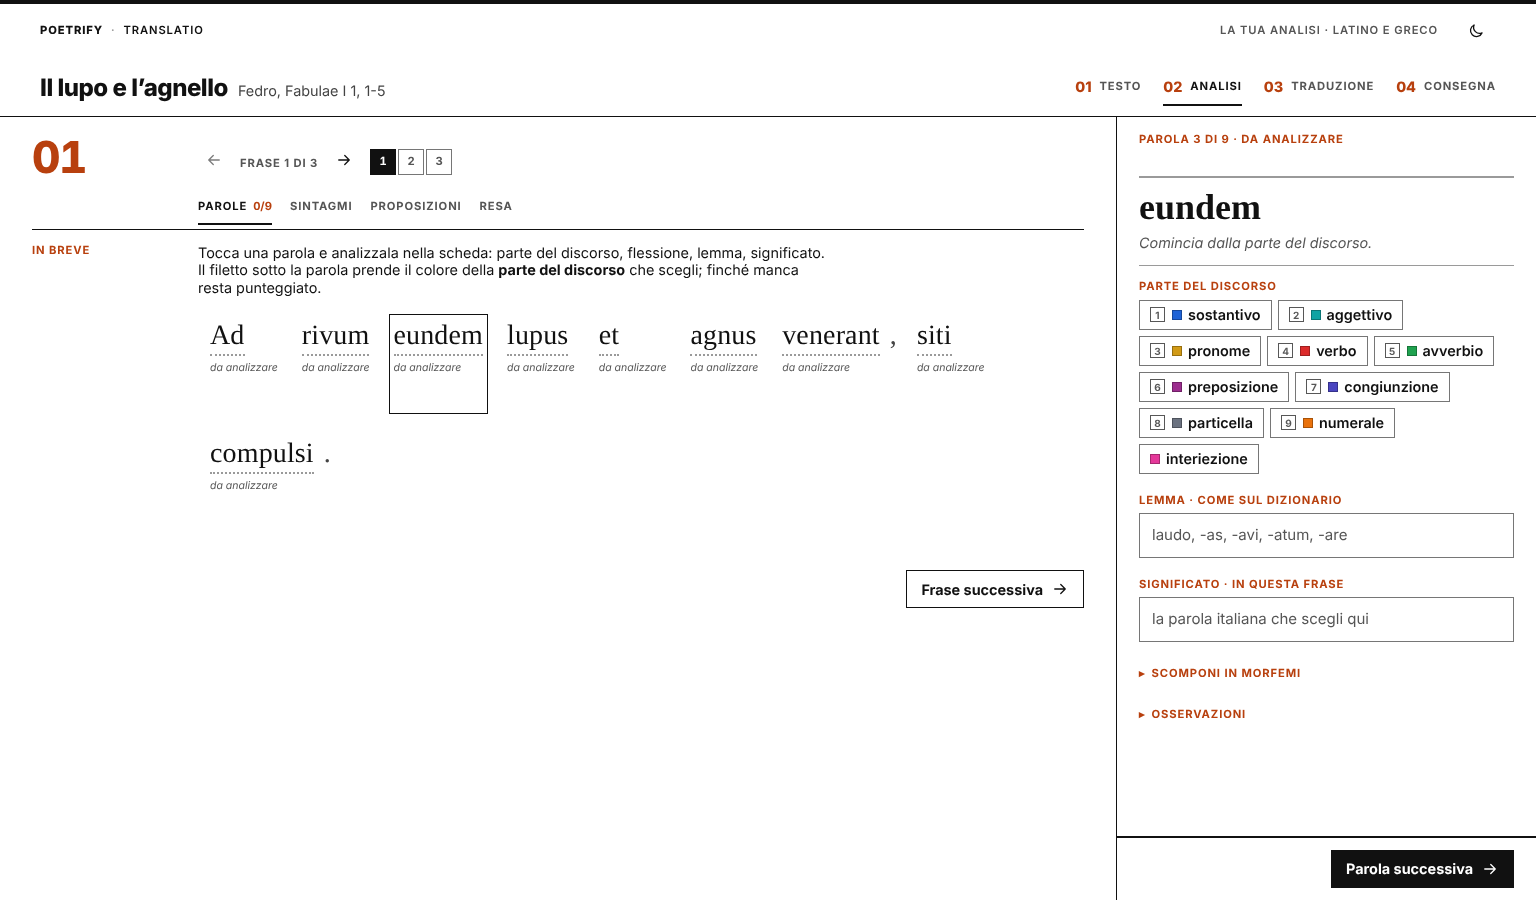 POETRIFY · TRANSLATIO
LA TUA ANALISI · LATINO E GRECO
Il lupo e l’agnello Fedro, Fabulae I 1, 1-5
01 TESTO 02 ANALISI 03 TRADUZIONE 04 CONSEGNA
01
← FRASE 1 DI 3 → 1 2 3
PAROLE 0/9 SINTAGMI PROPOSIZIONI RESA
IN BREVE
Tocca una parola e analizzala nella scheda: parte del discorso, flessione, lemma, significato.
Il filetto sotto la parola prende il colore della parte del discorso che scegli; finché manca
resta punteggiato.
Ad rivum eundem lupus et agnus venerant , siti
da analizzare da analizzare da analizzare da analizzare da analizzare da analizzare da analizzare da analizzare
compulsi .
da analizzare
Frase successiva →
PAROLA 3 DI 9 · DA ANALIZZARE
eundem
Comincia dalla parte del discorso.
PARTE DEL DISCORSO
1 sostantivo 2 aggettivo
3 pronome 4 verbo 5 avverbio
6 preposizione 7 congiunzione
8 particella 9 numerale
interiezione
LEMMA · COME SUL DIZIONARIO
laudo, -as, -avi, -atum, -are
SIGNIFICATO · IN QUESTA FRASE
la parola italiana che scegli qui
▸ SCOMPONI IN MORFEMI
▸ OSSERVAZIONI
Parola successiva →